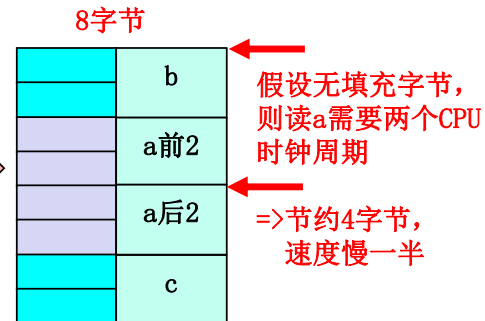 8字节
b
a前2
a后2
c
假设无填充字节，
则读a需要两个CPU
时钟周期
=>节约4字节，
速度慢一半